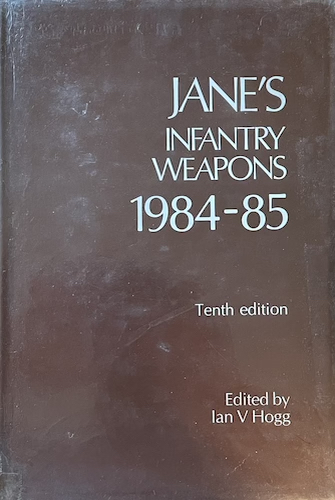 JANE'S
INFANTRY
WEAPONS
1984-85
Tenth edition
Edited by
Ian V Hogg